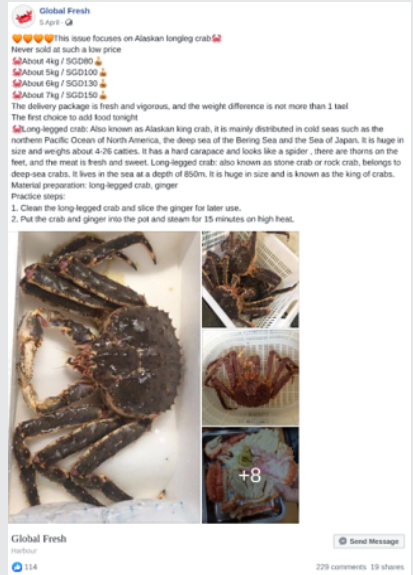 Global Fresh
5 April ·
🧡🧡🧡🧡This issue focuses on Alaskan longleg crab🦀
Never sold at such a low price
🦀About 4kg / SGD80👍
🦀About 5kg / SGD100👍
🦀About 6kg / SGD130👍
🦀About 7kg / SGD150👍
The delivery package is fresh and vigorous, and the weight difference is not more than 1 tael
The first choice to add food tonight
🦀Long-legged crab: Also known as Alaskan king crab, it is mainly distributed in cold seas such as the
northern Pacific Ocean of North America, the deep sea of the Bering Sea and the Sea of Japan. It is huge in
size and weighs about 4-26 catties. It has a hard carapace and looks like a spider , there are thorns on the
feet, and the meat is fresh and sweet. Long-legged crab: also known as stone crab or rock crab, belongs to
deep-sea crabs. It lives in the sea at a depth of 850m. It is huge in size and is known as the king of crabs.
Material preparation: long-legged crab, ginger
Practice steps:
1. Clean the long-legged crab and slice the ginger for later use.
2. Put the crab and ginger into the pot and steam for 15 minutes on high heat.
+8
Global Fresh
Harbour
Send Message
114
229 comments 19 shares